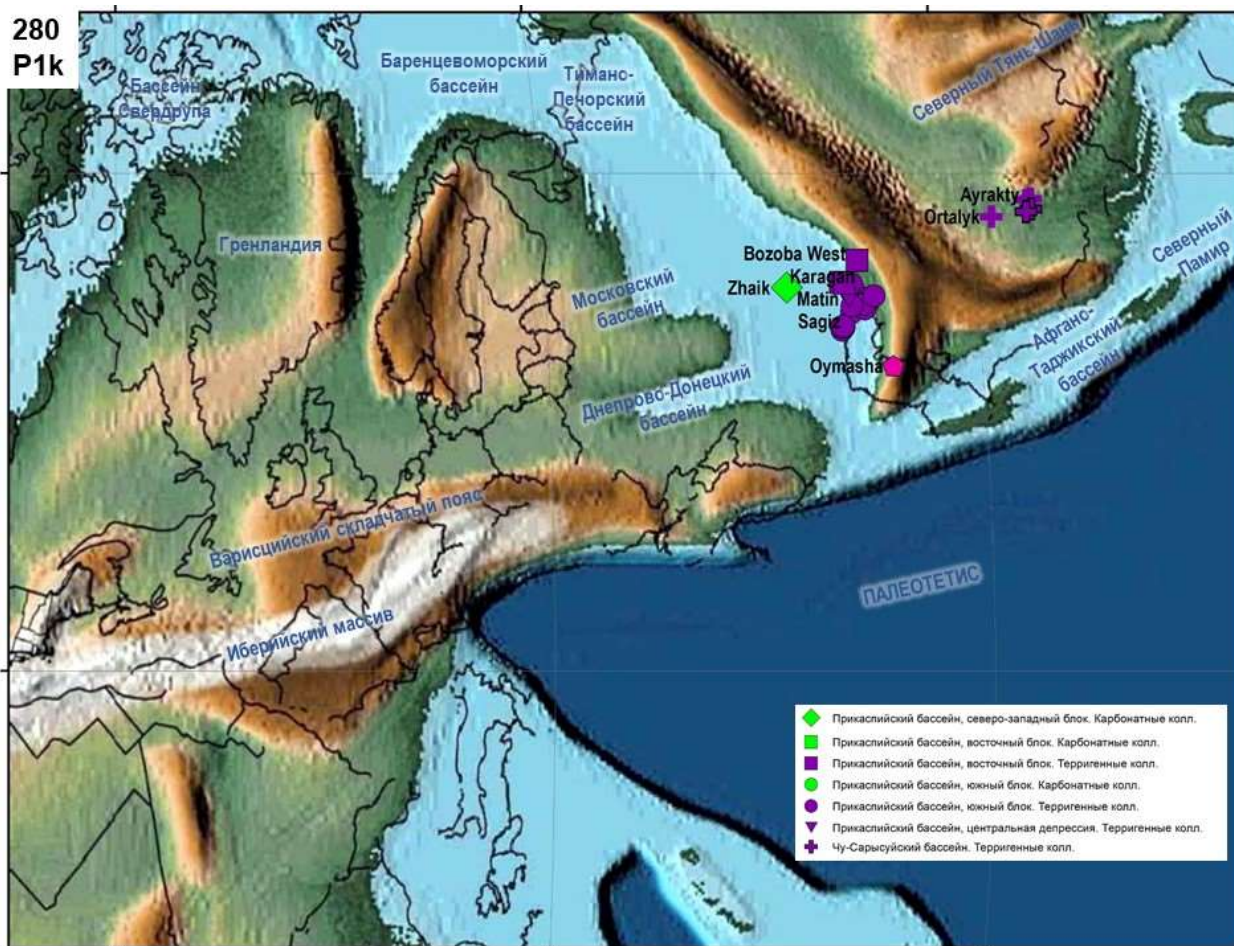 280
P1k
Бассейн
Свердрупа
Баренцевоморский
бассейн
Тимано-
Печорский
бассейн
Северный Тянь-Шань
Гренландия
Ayrakty
Ortalyk
Bozoba West
Karagan
Zhaik
Matin
Sagiz
Oymasha
Северный
Памир
Московский
бассейн
Афгано-
Таджикский
бассейн
Днепрово-Донецкий
бассейн
Варисцийский складчатый пояс
ПАЛЕОТЕТИС
Иберийский массив
Прикаспийский бассейн, северо-западный блок. Карбонатные колл.
Прикаспийский бассейн, восточный блок. Карбонатные колл.
Прикаспийский бассейн, восточный блок. Терригенные колл.
Прикаспийский бассейн, южный блок. Карбонатные колл.
Прикаспийский бассейн, южный блок. Терригенные колл.
Прикаспийский бассейн, центральная депрессия. Терригенные колл.
Чу-Сарысуйский бассейн. Терригенные колл.